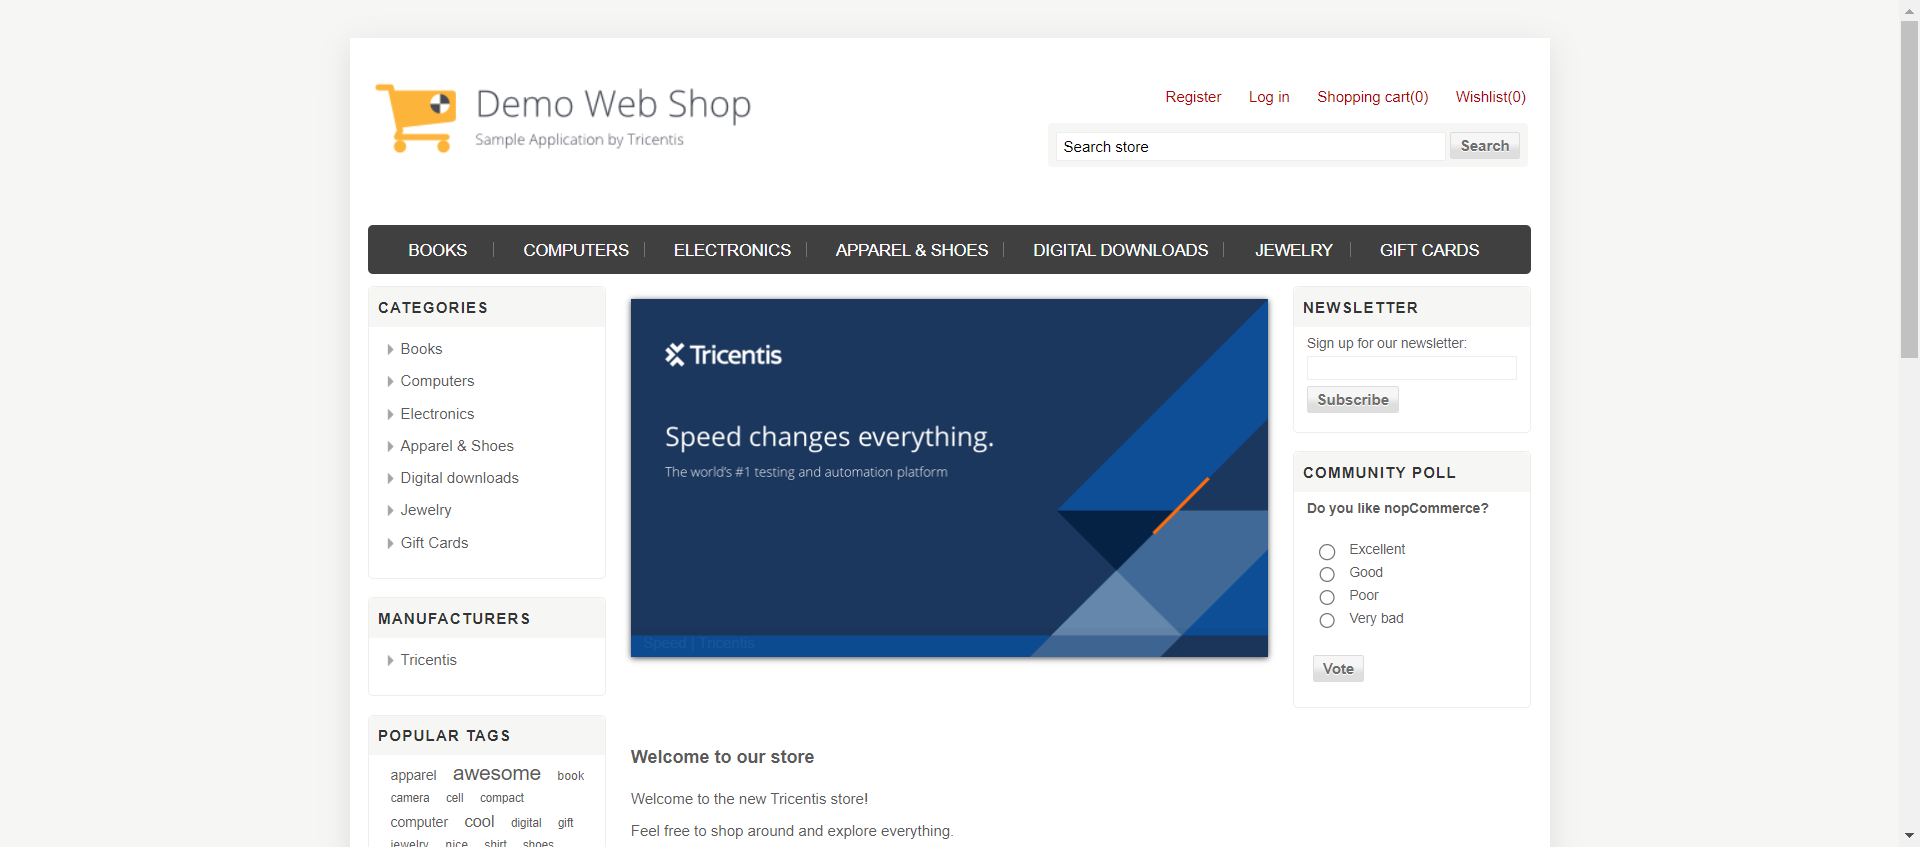 Demo Web Shop
Sample Application by Tricentis
Register Log in Shopping cart(0) Wishlist(0)
Search store Search
BOOKS COMPUTERS ELECTRONICS APPAREL & SHOES DIGITAL DOWNLOADS JEWELRY GIFT CARDS
CATEGORIES
Books
Computers
Electronics
Apparel & Shoes
Digital downloads
Jewelry
Gift Cards
MANUFACTURERS
Tricentis
POPULAR TAGS
apparel awesome book
camera cell compact
computer cool digital gift
jewelry nice shirt shoes
Tricentis
Speed changes everything.
The world's #1 testing and automation platform
Speed | Tricentis
Welcome to our store
Welcome to the new Tricentis store!
Feel free to shop around and explore everything.
NEWSLETTER
Sign up for our newsletter:
Subscribe
COMMUNITY POLL
Do you like nopCommerce?
Excellent
Good
Poor
Very bad
Vote